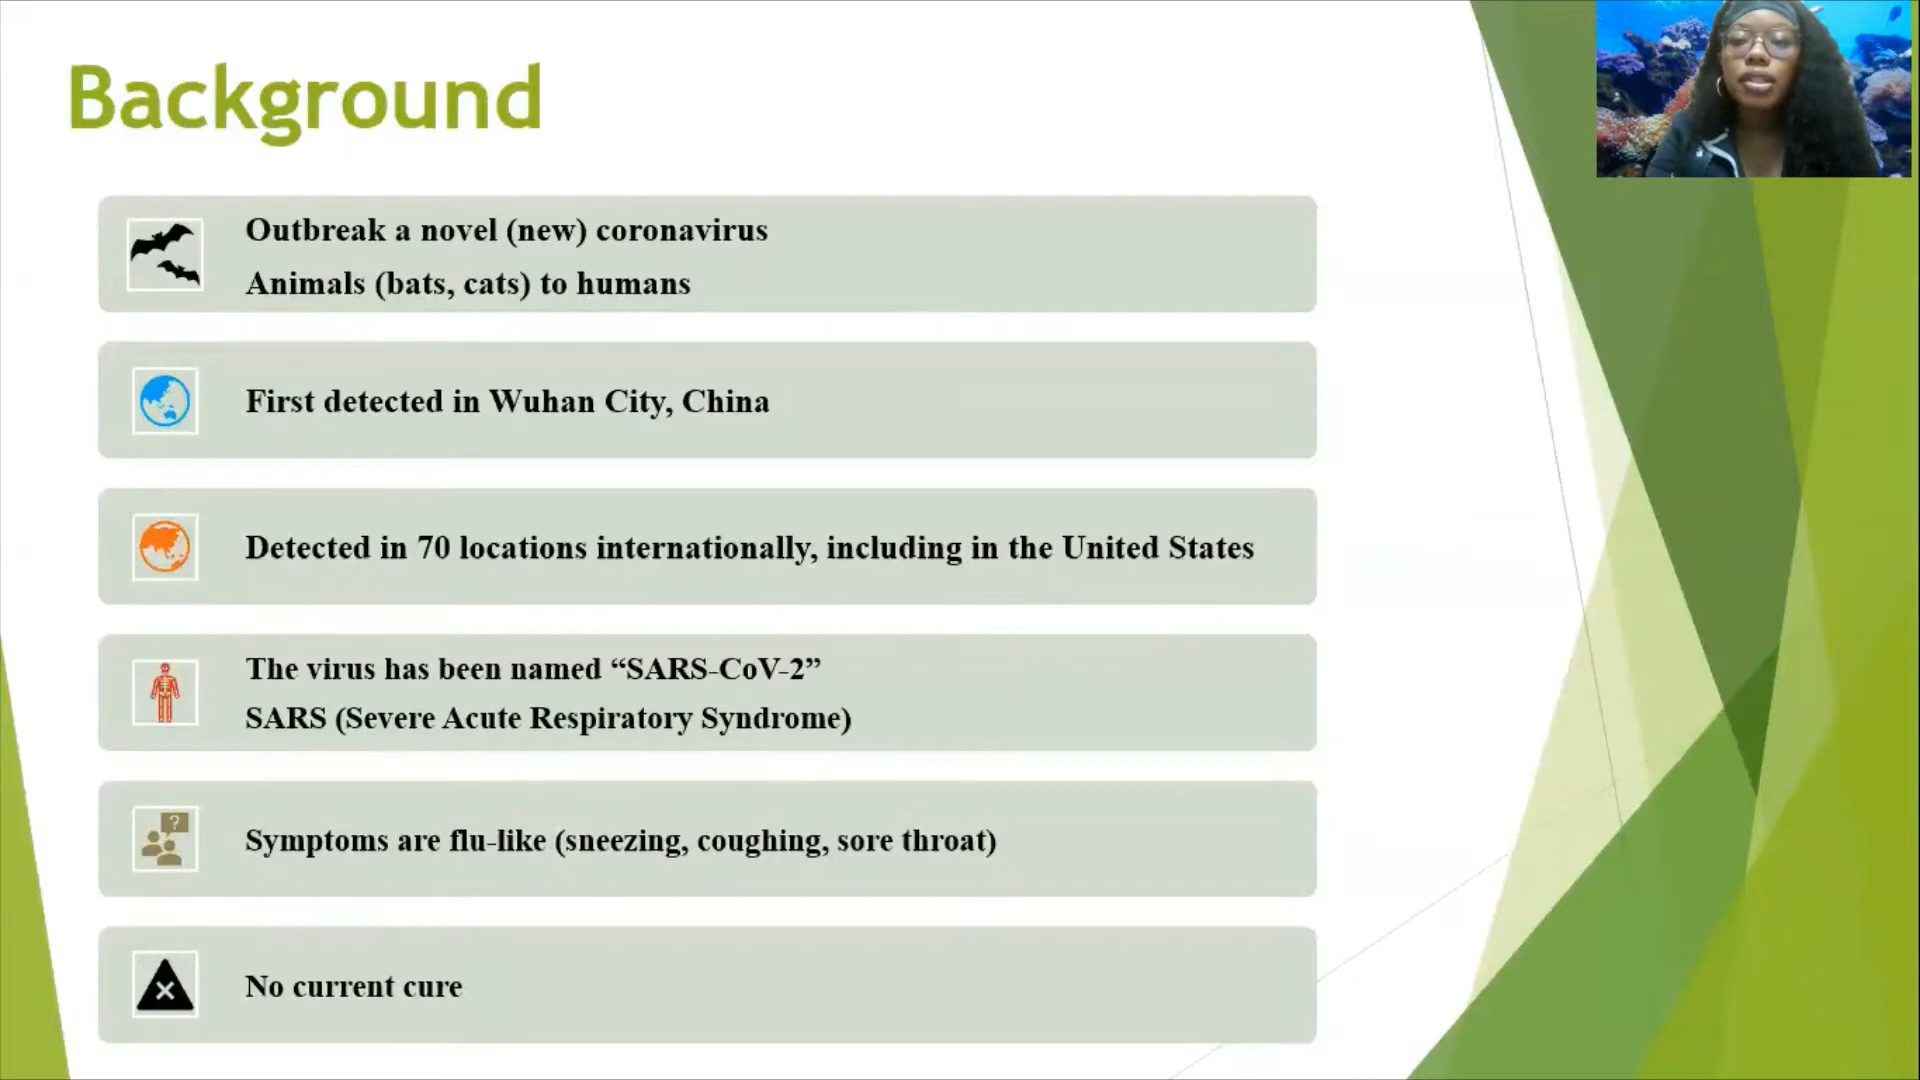 Background
Outbreak a novel (new) coronavirus
Animals (bats, cats) to humans
First detected in Wuhan City, China
Detected in 70 locations internationally, including in the United States
The virus has been named “SARS-CoV-2”
SARS (Severe Acute Respiratory Syndrome)
?
Symptoms are flu-like (sneezing, coughing, sore throat)
No current cure